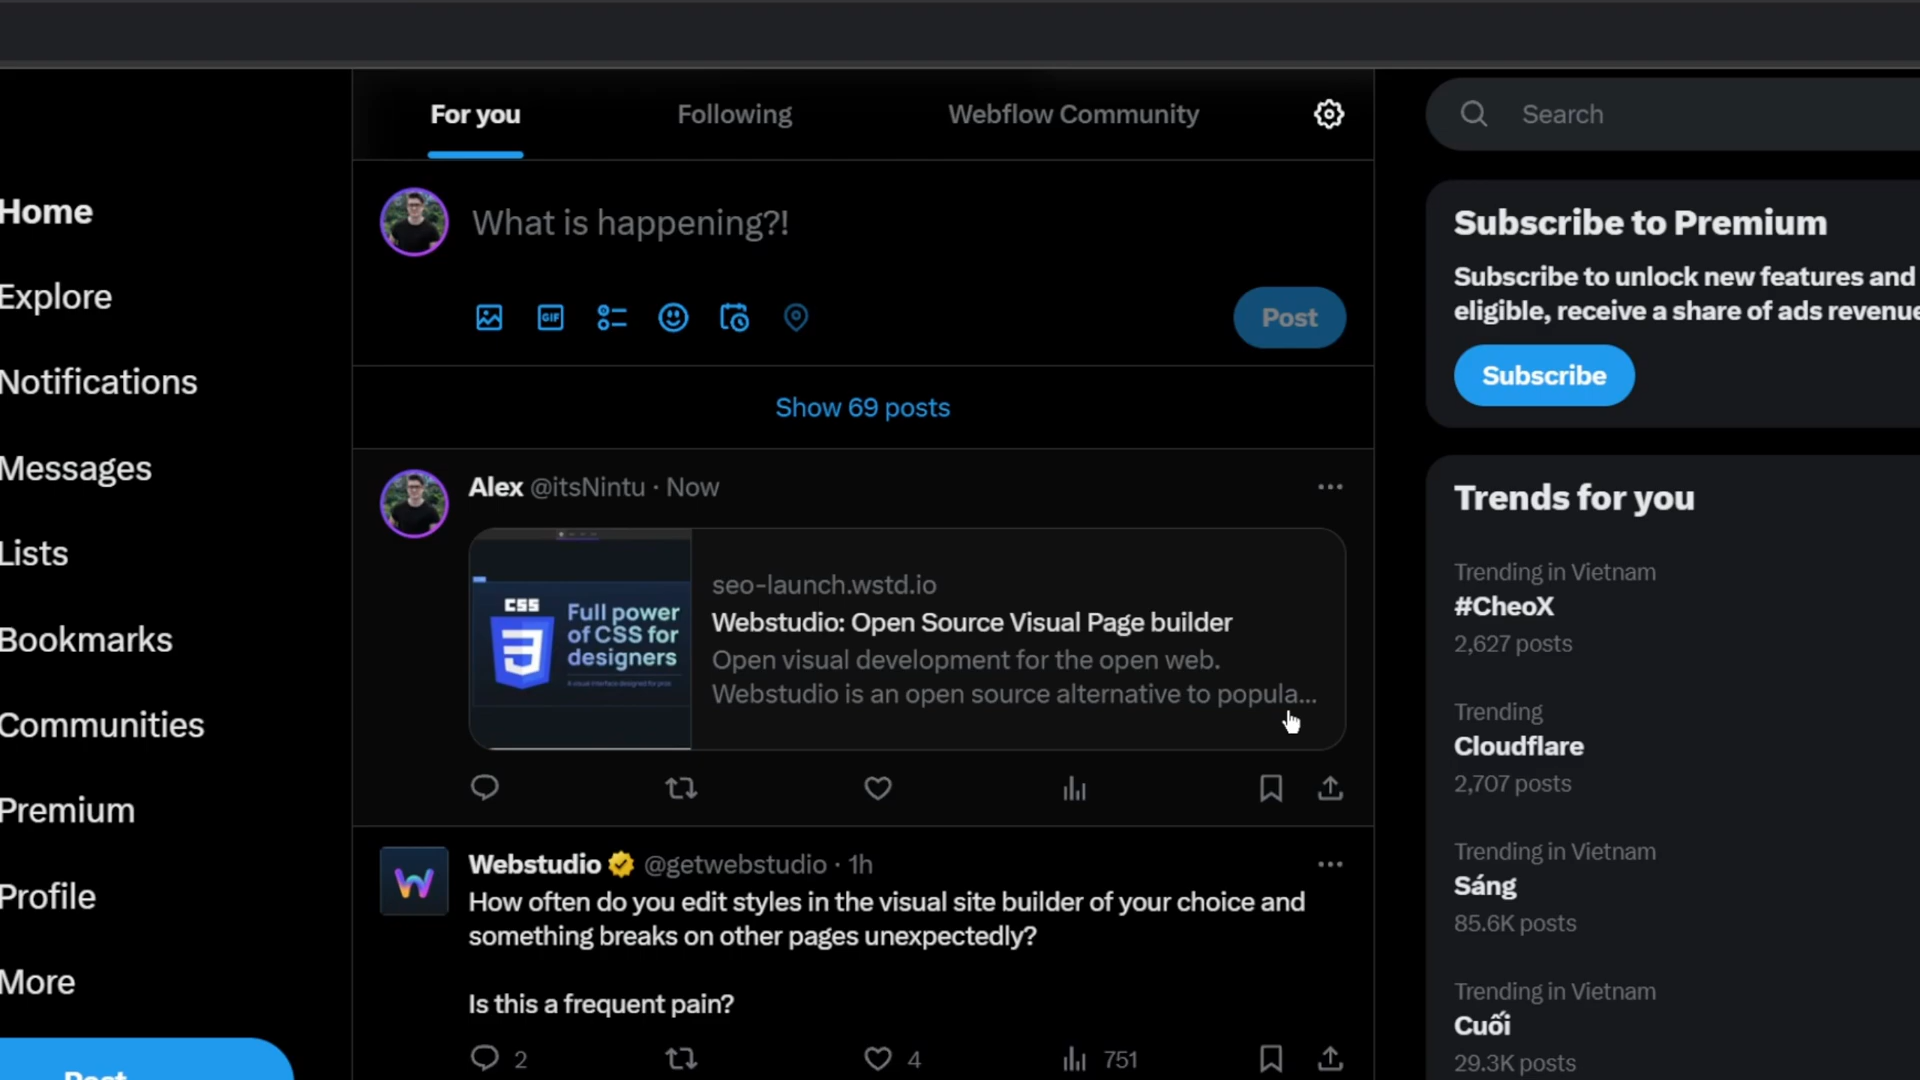 For you
Following
Webflow Community
Search
Home
Explore
Notifications
Messages
Lists
Bookmarks
Communities
Premium
Profile
More
Post
What is happening?!
GIF
Post
Show 69 posts
Alex @itsNintu · Now
CSS
Full power
of CSS for
designers
seo-launch.wstd.io
Webstudio: Open Source Visual Page builder
Open visual development for the open web.
Webstudio is an open source alternative to popula...
Webstudio @getwebstudio · 1h
How often do you edit styles in the visual site builder of your choice and
something breaks on other pages unexpectedly?
Is this a frequent pain?
2
4
751
Subscribe to Premium
Subscribe to unlock new features and
eligible, receive a share of ads revenue
Subscribe
Trends for you
Trending in Vietnam
#CheoX
2,627 posts
Trending
Cloudflare
2,707 posts
Trending in Vietnam
Sáng
85.6K posts
Trending in Vietnam
Cuối
29.3K posts